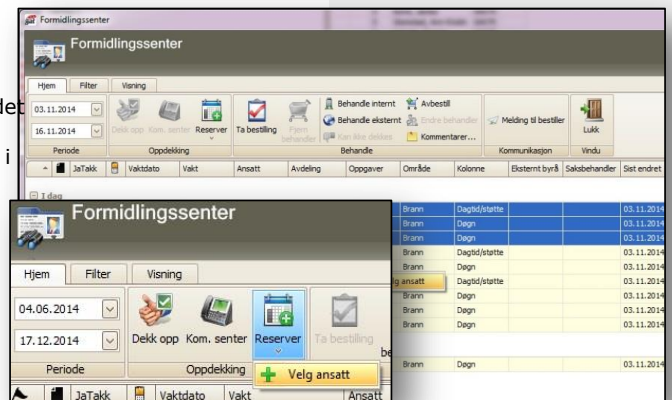 Formidlingssenter
Formidlingssenter
Hjem Filter Visning
det
03.11.2014
16.11.2014
Dekk opp Kom. senter Reserver Ta bestilling Fjern behandler
Behandle internt Avbestill
Behandle eksternt Endre behandler Melding til bestiller
Kan ikke dekkes Kommentarer... Lukk
Periode Oppdekking Behandle Kommunikasjon Vindu
i
JaTakk Vaktdato Vakt Ansatt Avdeling Oppgaver Område Kolonne Eksternt byrå Saksbehandler Sist endret
I dag
Brann Dagtid/støtte 03.11.2014
Brann Døgn 03.11.2014
Brann Døgn 03.11.2014
Brann Dagtid/støtte 03.11.2014
Brann Døgn 03.11.2014
lg ansatt Dagtid/støtte 03.11.2014
Brann Døgn 03.11.2014
Brann Døgn 03.11.2014
Brann Døgn 03.11.2014
Brann Døgn 03.11.2014
Formidlingssenter
Hjem Filter Visning
04.06.2014
17.12.2014
Dekk opp Kom. senter Reserver Ta bestilling
be
Periode Oppdekking
Velg ansatt
JaTakk Vaktdato Vakt Ansatt